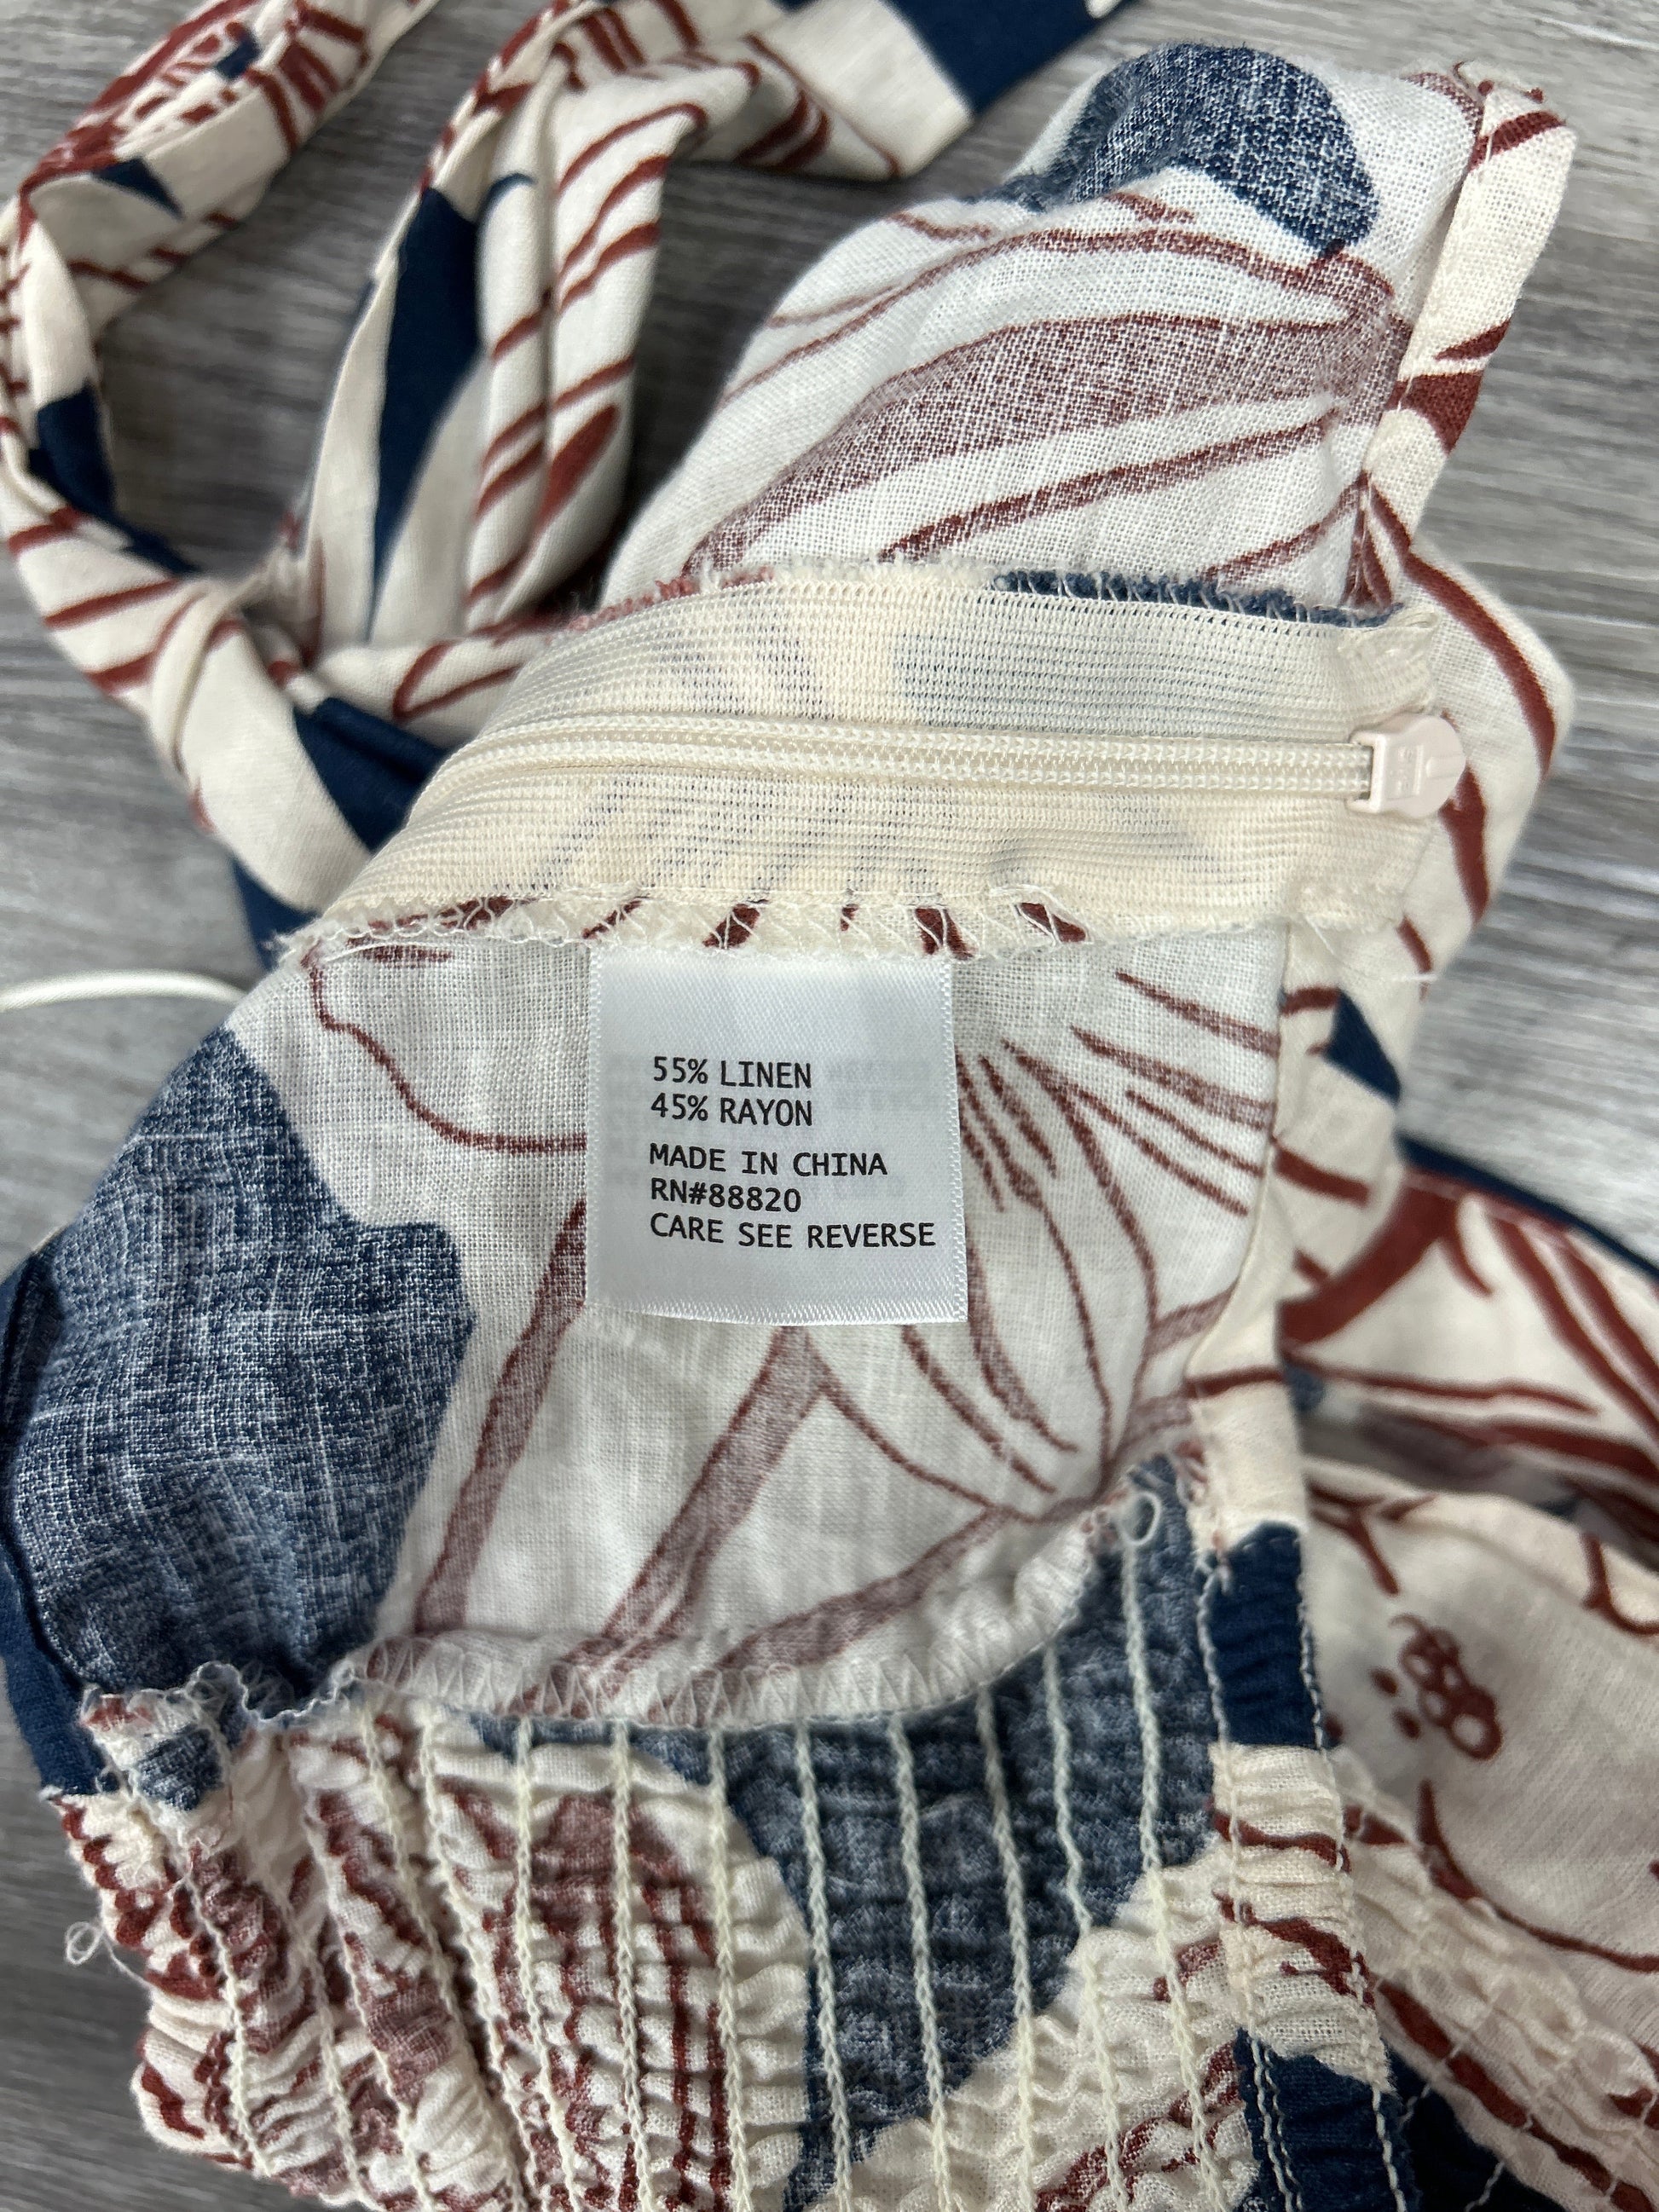 55% LINEN
45% RAYON
MADE IN CHINA
RN#88820
CARE SEE REVERSE